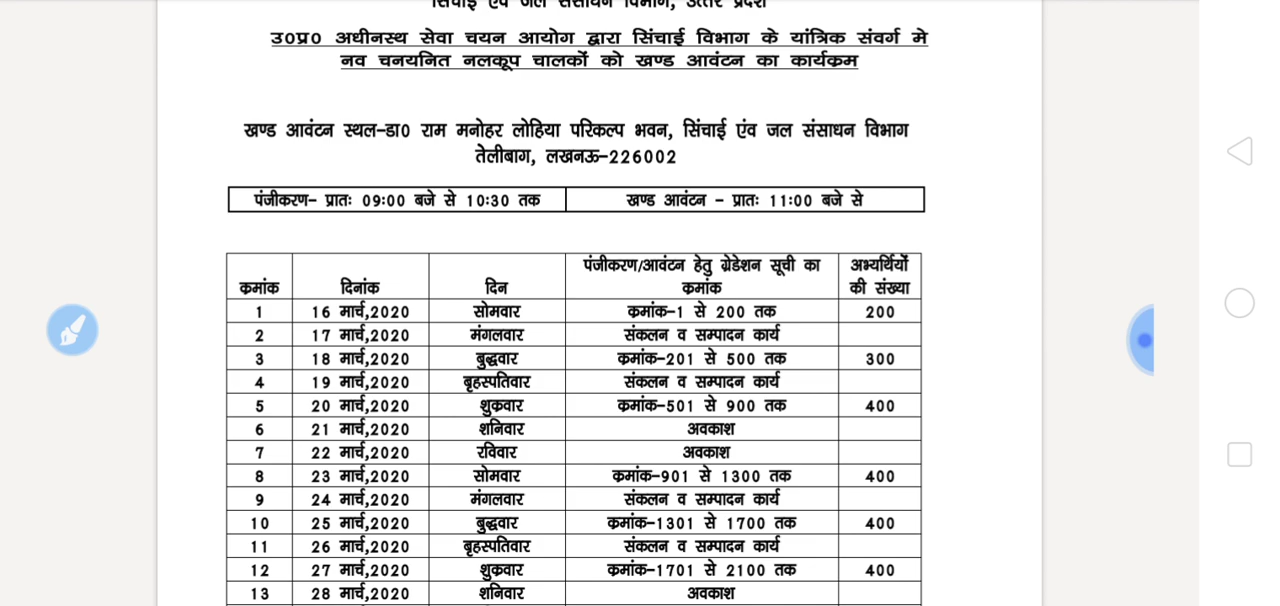 सिंचाई एवं जल संसाधन विभाग, उत्तर प्रदेश
उ0प्र0 अधीनस्थ सेवा चयन आयोग द्वारा सिंचाई विभाग के यांत्रिक संवर्ग मे
नव चनयनित नलकूप चालकों को खण्ड आवंटन का कार्यक्रम
खण्ड आवंटन स्थल–डा0 राम मनोहर लोहिया परिकल्प भवन, सिंचाई एंव जल संसाधन विभाग
तेलीबाग, लखनऊ–226002
पंजीकरण– प्रातः 09:00 बजे से 10:30 तक खण्ड आवंटन – प्रातः 11:00 बजे से
क्रमांक दिनांक दिन पंजीकरण/आवंटन हेतु ग्रेडेशन सूची का क्रमांक अभ्यर्थियों की संख्या
1 16 मार्च,2020 सोमवार क्रमांक–1 से 200 तक 200
2 17 मार्च,2020 मंगलवार संकलन व सम्पादन कार्य
3 18 मार्च,2020 बुद्धवार क्रमांक–201 से 500 तक 300
4 19 मार्च,2020 बृहस्पतिवार संकलन व सम्पादन कार्य
5 20 मार्च,2020 शुक्रवार क्रमांक–501 से 900 तक 400
6 21 मार्च,2020 शनिवार अवकाश
7 22 मार्च,2020 रविवार अवकाश
8 23 मार्च,2020 सोमवार क्रमांक–901 से 1300 तक 400
9 24 मार्च,2020 मंगलवार संकलन व सम्पादन कार्य
10 25 मार्च,2020 बुद्धवार क्रमांक–1301 से 1700 तक 400
11 26 मार्च,2020 बृहस्पतिवार संकलन व सम्पादन कार्य
12 27 मार्च,2020 शुक्रवार क्रमांक–1701 से 2100 तक 400
13 28 मार्च,2020 शनिवार अवकाश